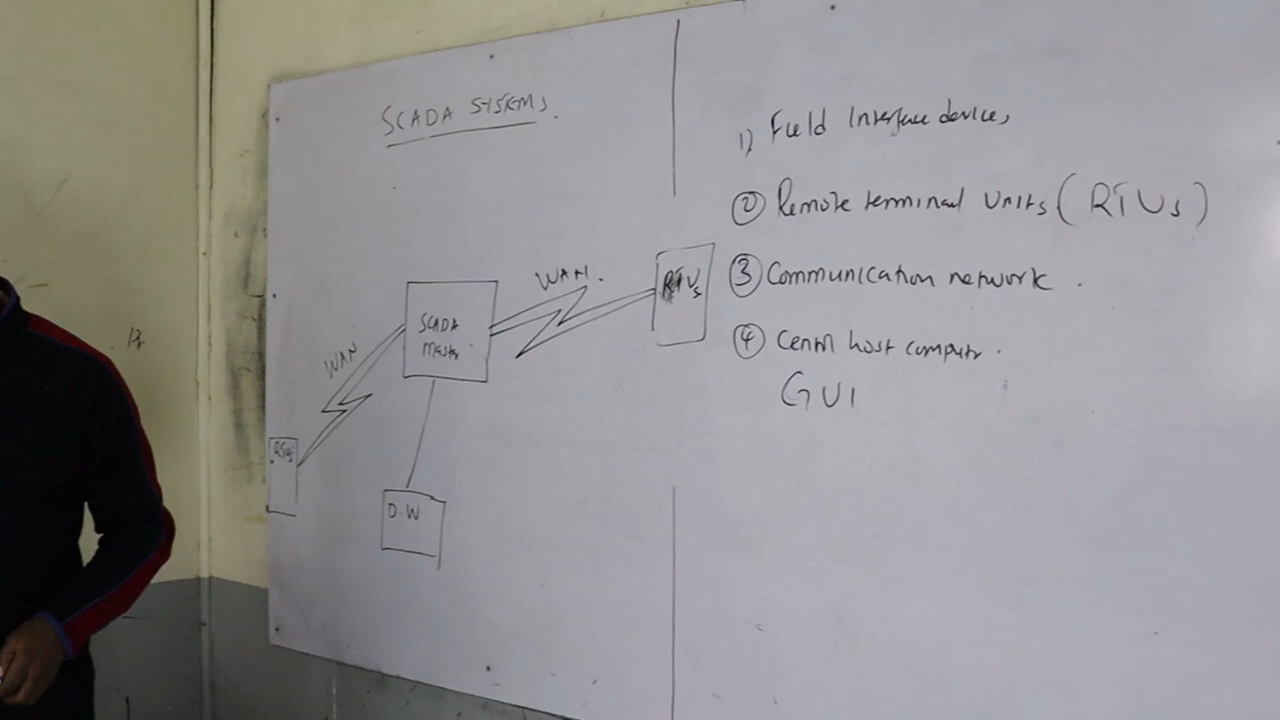 SCADA SYSTEMS.
WAN.
RTUs
SCADA
Master
WAN
RTUs
D.W
1) Field Interface devices
② Remote terminal Units (RTUs)
③ Communication network.
④ host computer.
GUI